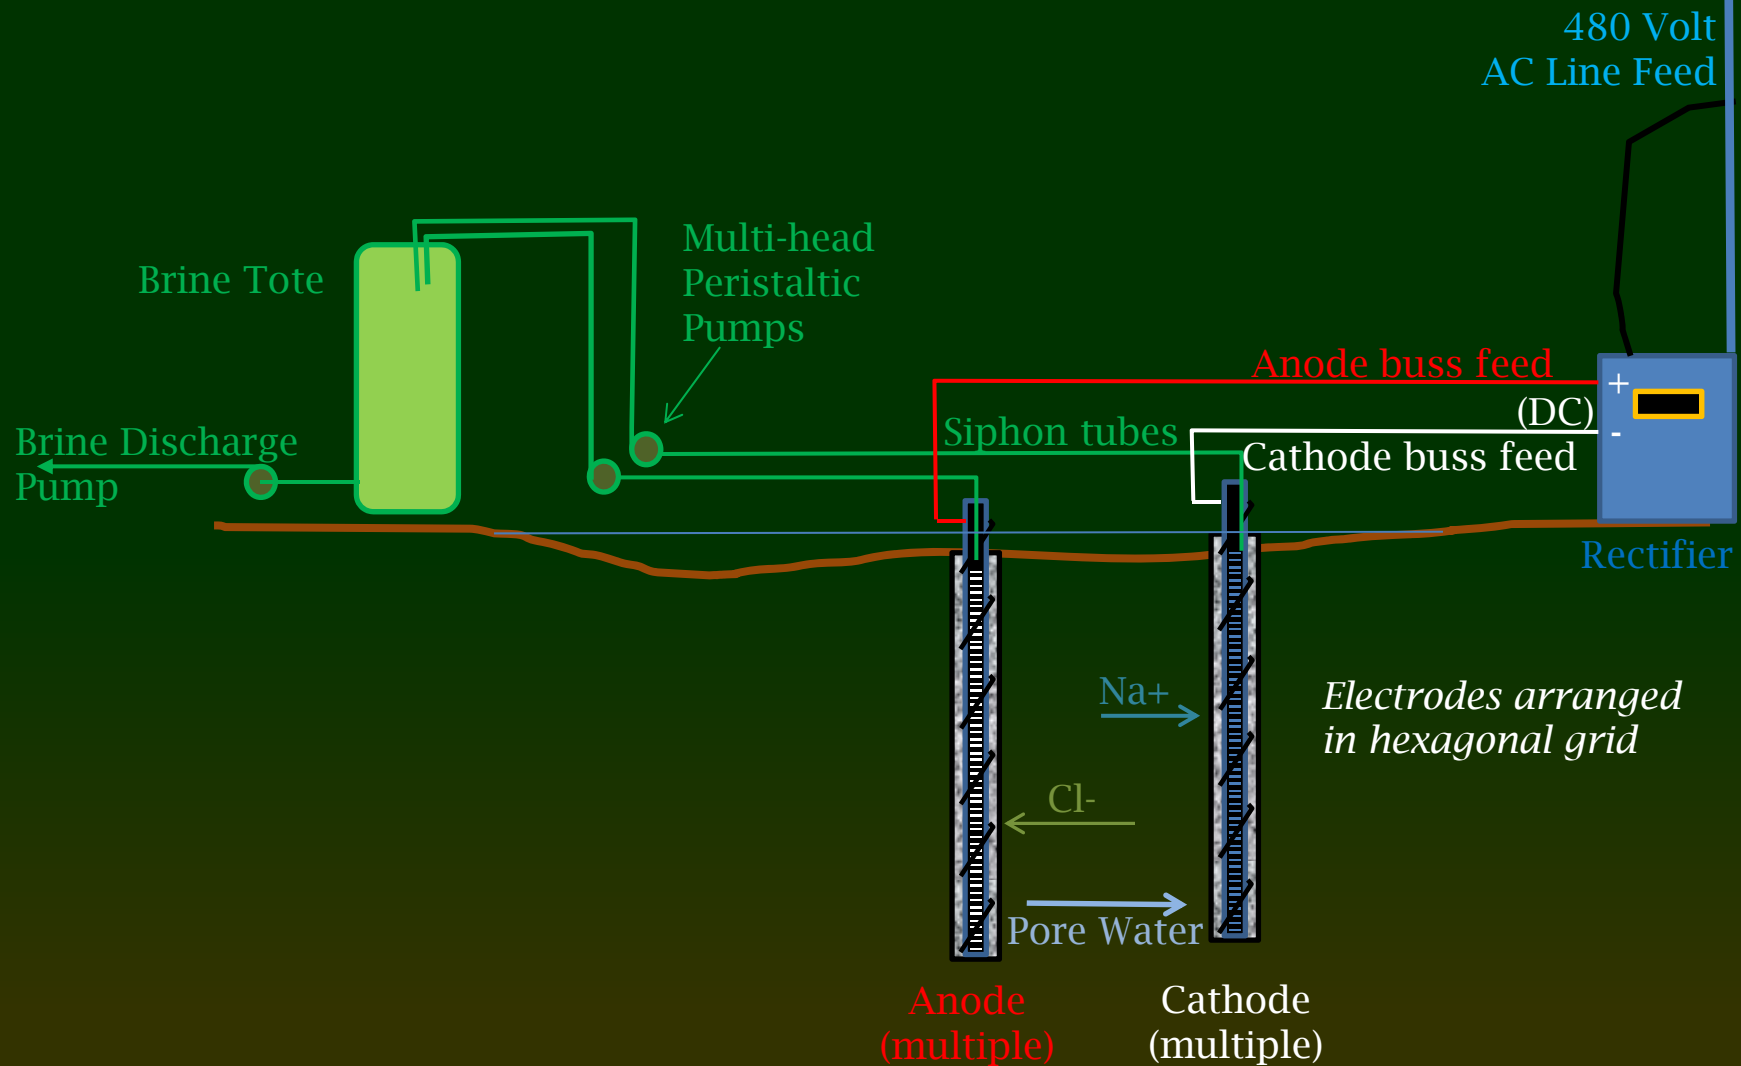 480 Volt
AC Line Feed
Multi-head
Peristaltic
Pumps
Brine Tote
Anode buss feed
+
(DC)
-
Siphon tubes
Cathode buss feed
Brine Discharge
Pump
Rectifier
Na+
Electrodes arranged
in hexagonal grid
Cl-
Pore Water
Anode
(multiple)
Cathode
(multiple)